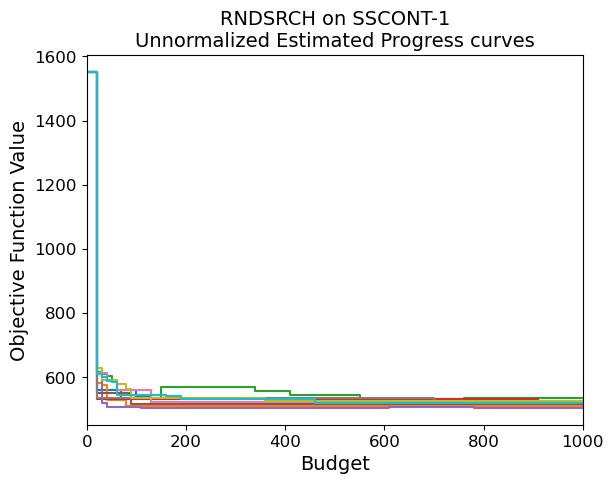 RNDSRCH on SSCONT-1
Unnormalized Estimated Progress curves
Objective Function Value
1600
1400
1200
1000
800
600
0 200 400 600 800 1000
Budget